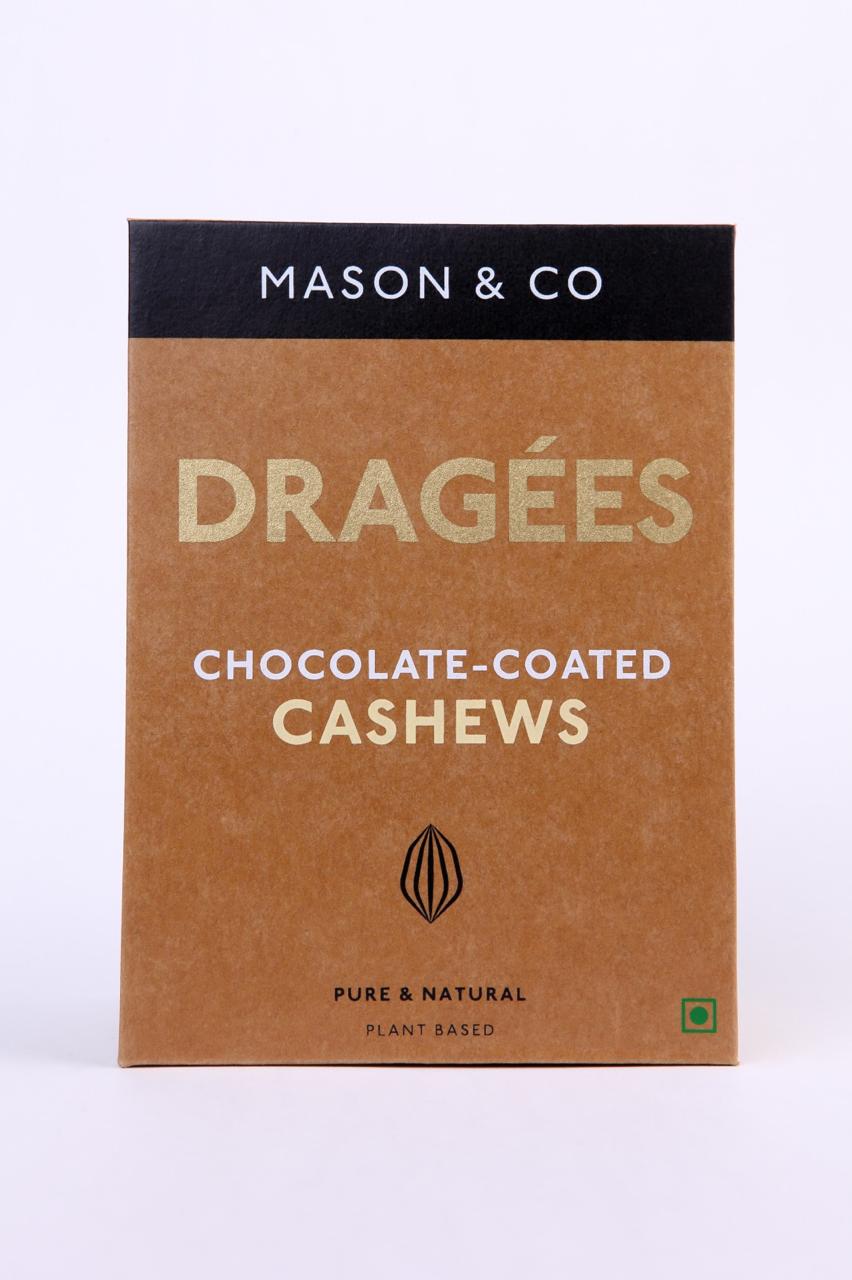 MASON & CO
DRAGÉES
CHOCOLATE-COATED
CASHEWS
PURE & NATURAL
PLANT BASED